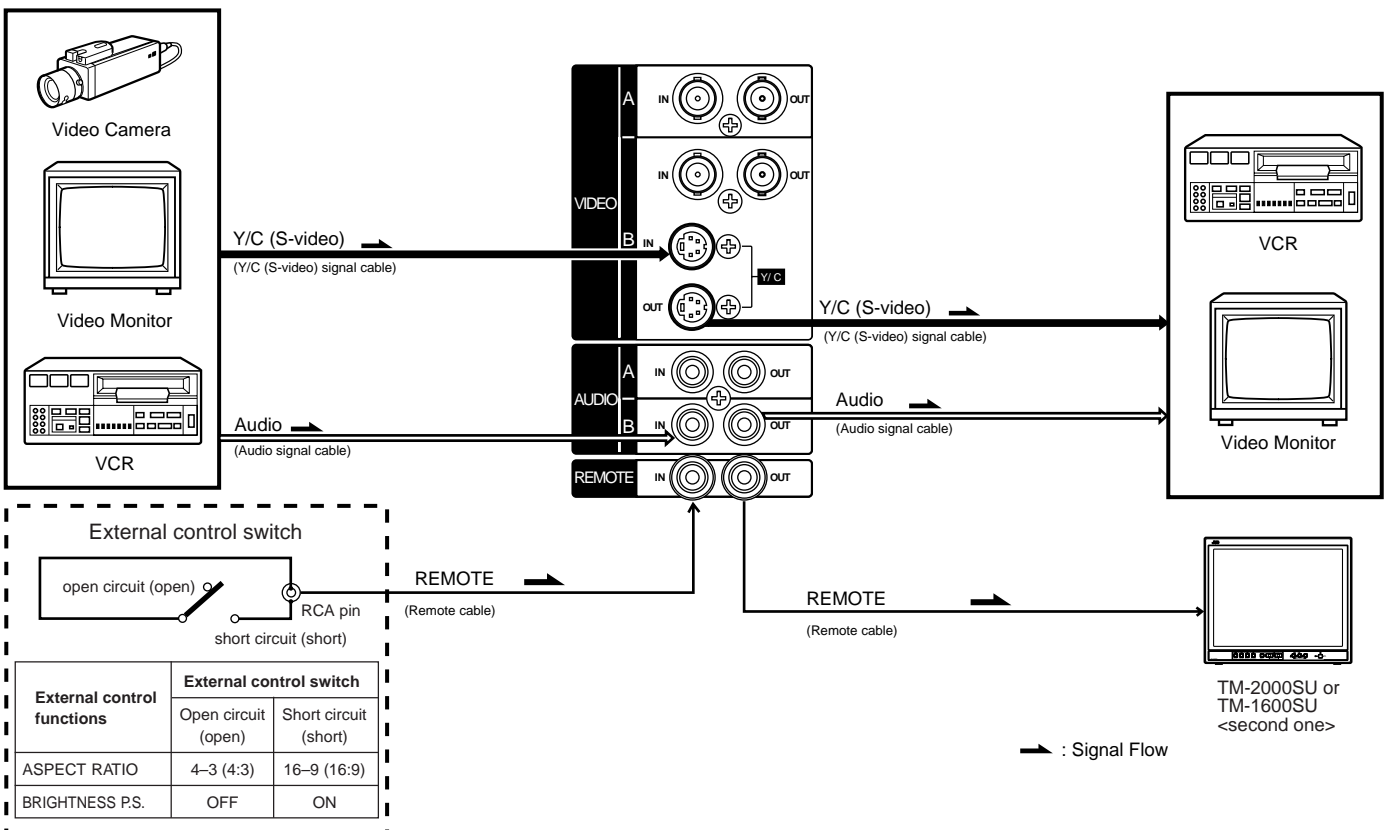 Video Camera
Video Monitor
VCR
Y/C (S-video)
(Y/C (S-video) signal cable)
Audio
(Audio signal cable)
VIDEO
A
IN
OUT
B
IN
OUT
IN
OUT
Y/C
AUDIO
A
IN
OUT
B
IN
OUT
REMOTE
IN
OUT
Y/C (S-video)
(Y/C (S-video) signal cable)
Audio
(Audio signal cable)
VCR
Video Monitor
External control switch
open circuit (open)
RCA pin
short circuit (short)
REMOTE
(Remote cable)
REMOTE
(Remote cable)
External control functions
External control switch
Open circuit (open)
Short circuit (short)
ASPECT RATIO
4–3 (4:3)
16–9 (16:9)
BRIGHTNESS P.S.
OFF
ON
TM-2000SU or
TM-1600SU
<second one>
: Signal Flow